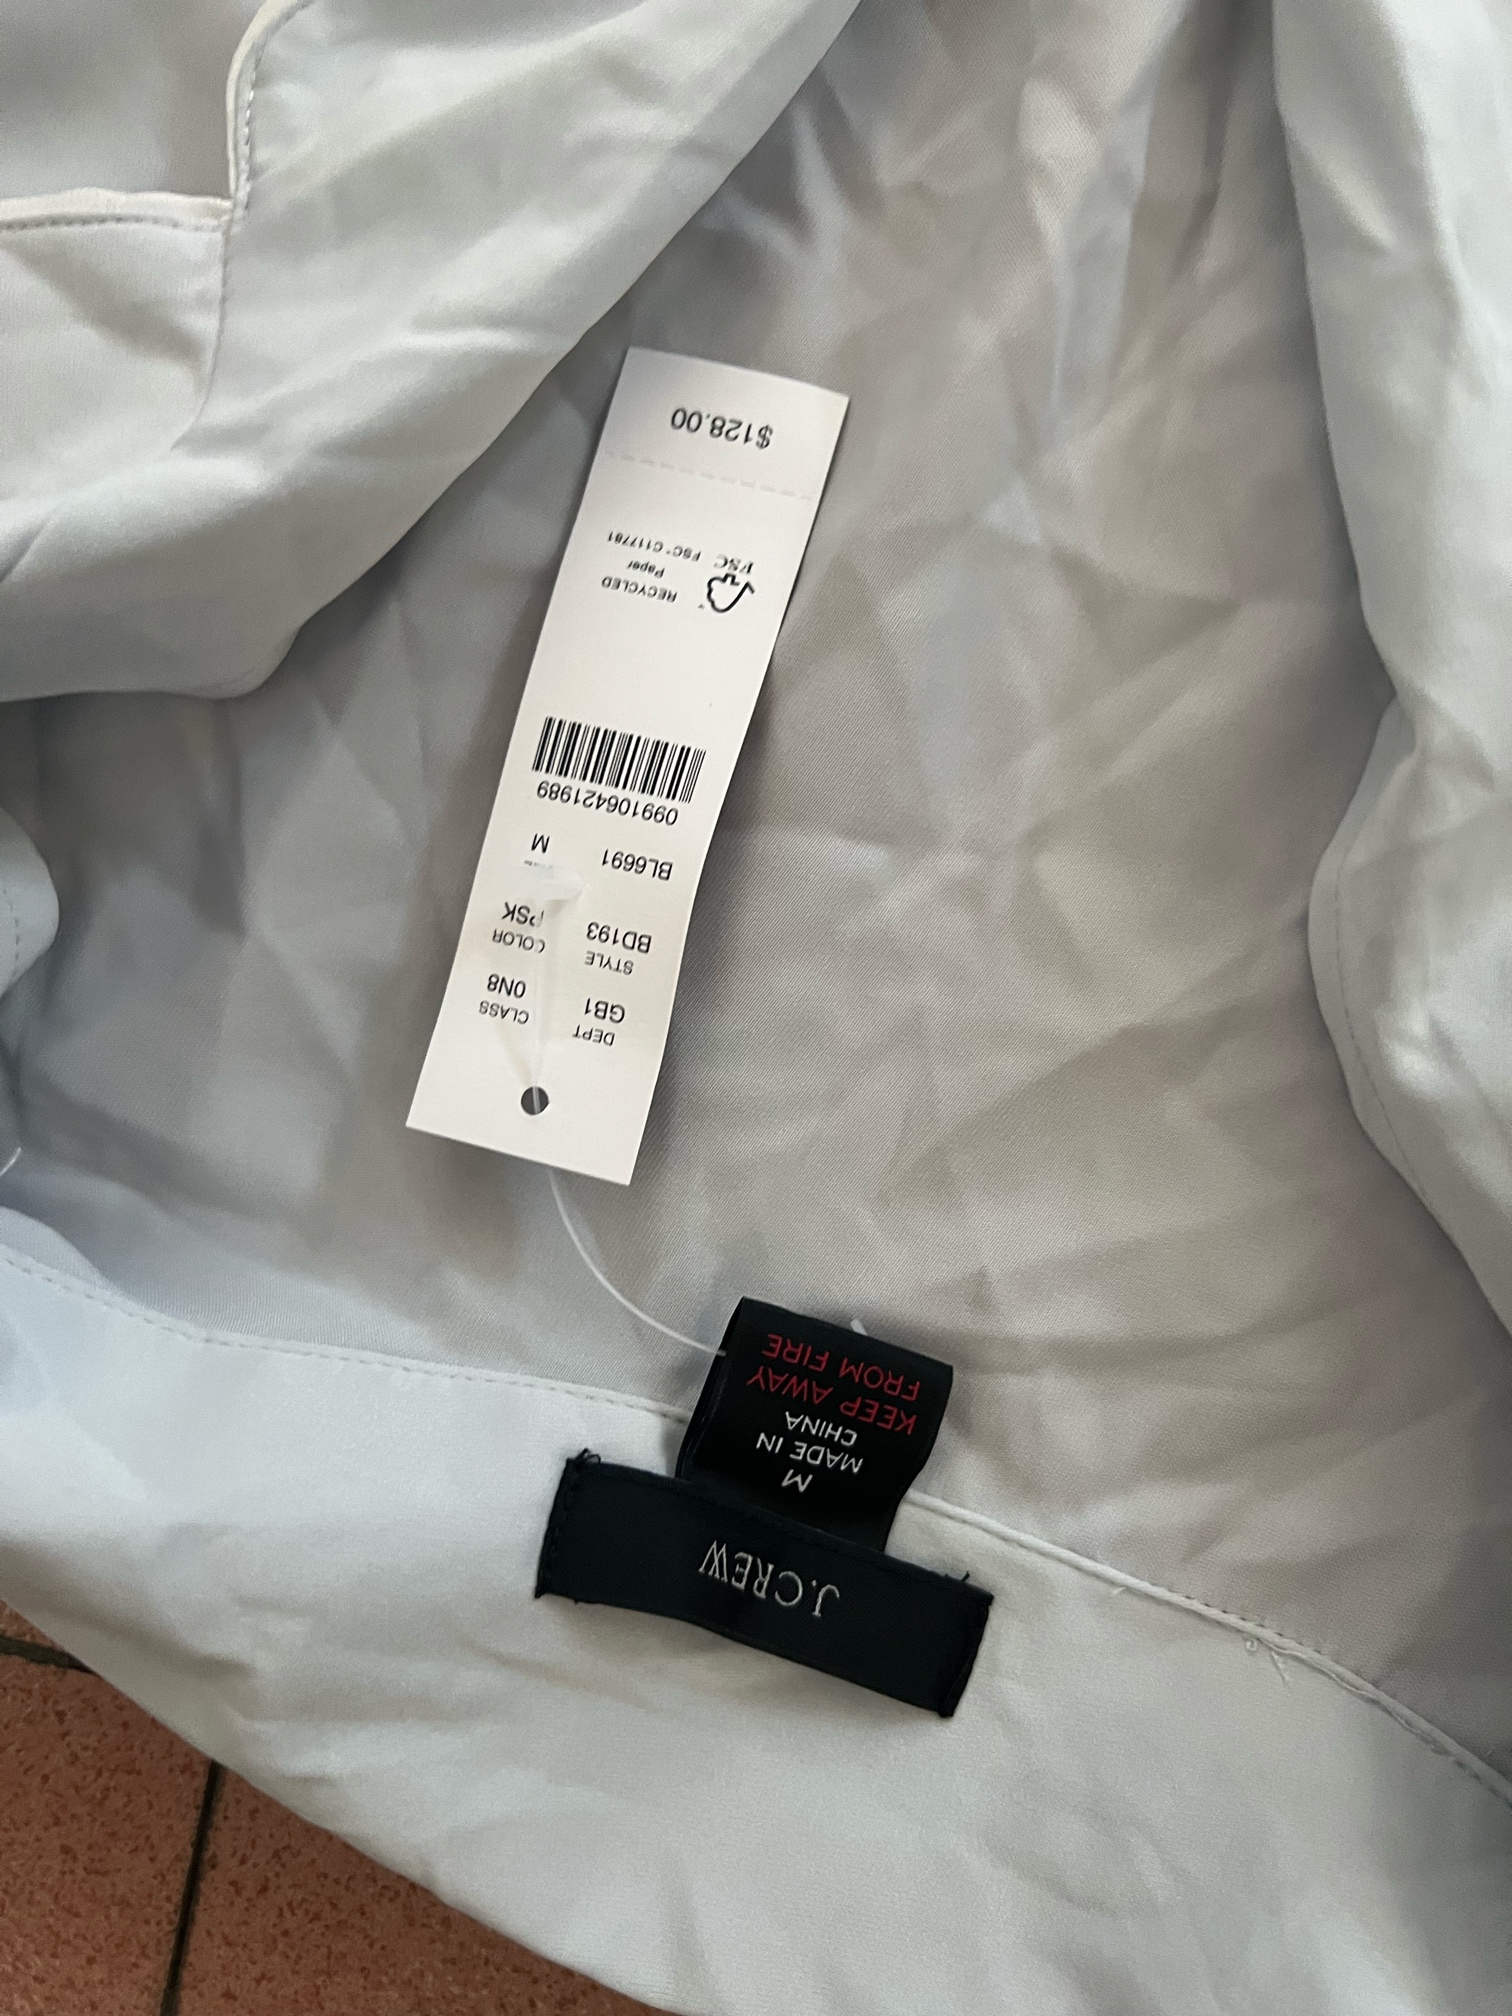 DEPT CLASS
GB1 0N8
STYLE COLOR
BD193 PSK
BL6691 M
099106421989
RECYCLED
Paper
FSC FSC® C117781
$128.00
J.CREW
M
MADE IN
CHINA
KEEP AWAY
FROM FIRE